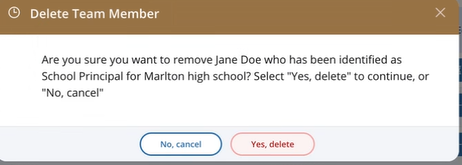 Delete Team Member
Are you sure you want to remove Jane Doe who has been identified as
School Principal for Marlton high school? Select "Yes, delete" to continue, or
"No, cancel"
No, cancel
Yes, delete